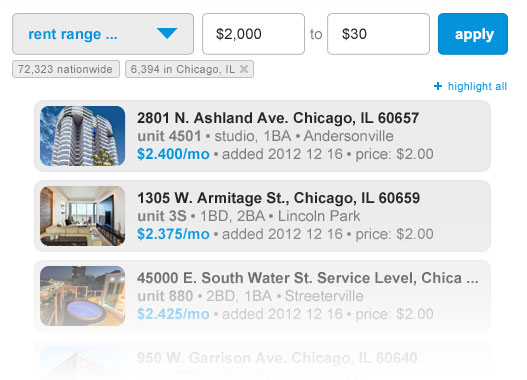 rent range ... $2,000 to $30 apply
72,323 nationwide 6,394 in Chicago, IL
+ highlight all
2801 N. Ashland Ave. Chicago, IL 60657
unit 4501 • studio, 1BA • Andersonville
$2.400/mo • added 2012 12 16 • price: $2.00
1305 W. Armitage St., Chicago, IL 60659
unit 3S • 1BD, 2BA • Lincoln Park
$2.375/mo • added 2012 12 16 • price: $2.00
45000 E. South Water St. Service Level, Chica ...
unit 880 • 2BD, 1BA • Streeterville
$2.425/mo • added 2012 12 16 • price: $2.00
950 W. Garrison Ave. Chicago, IL 60640